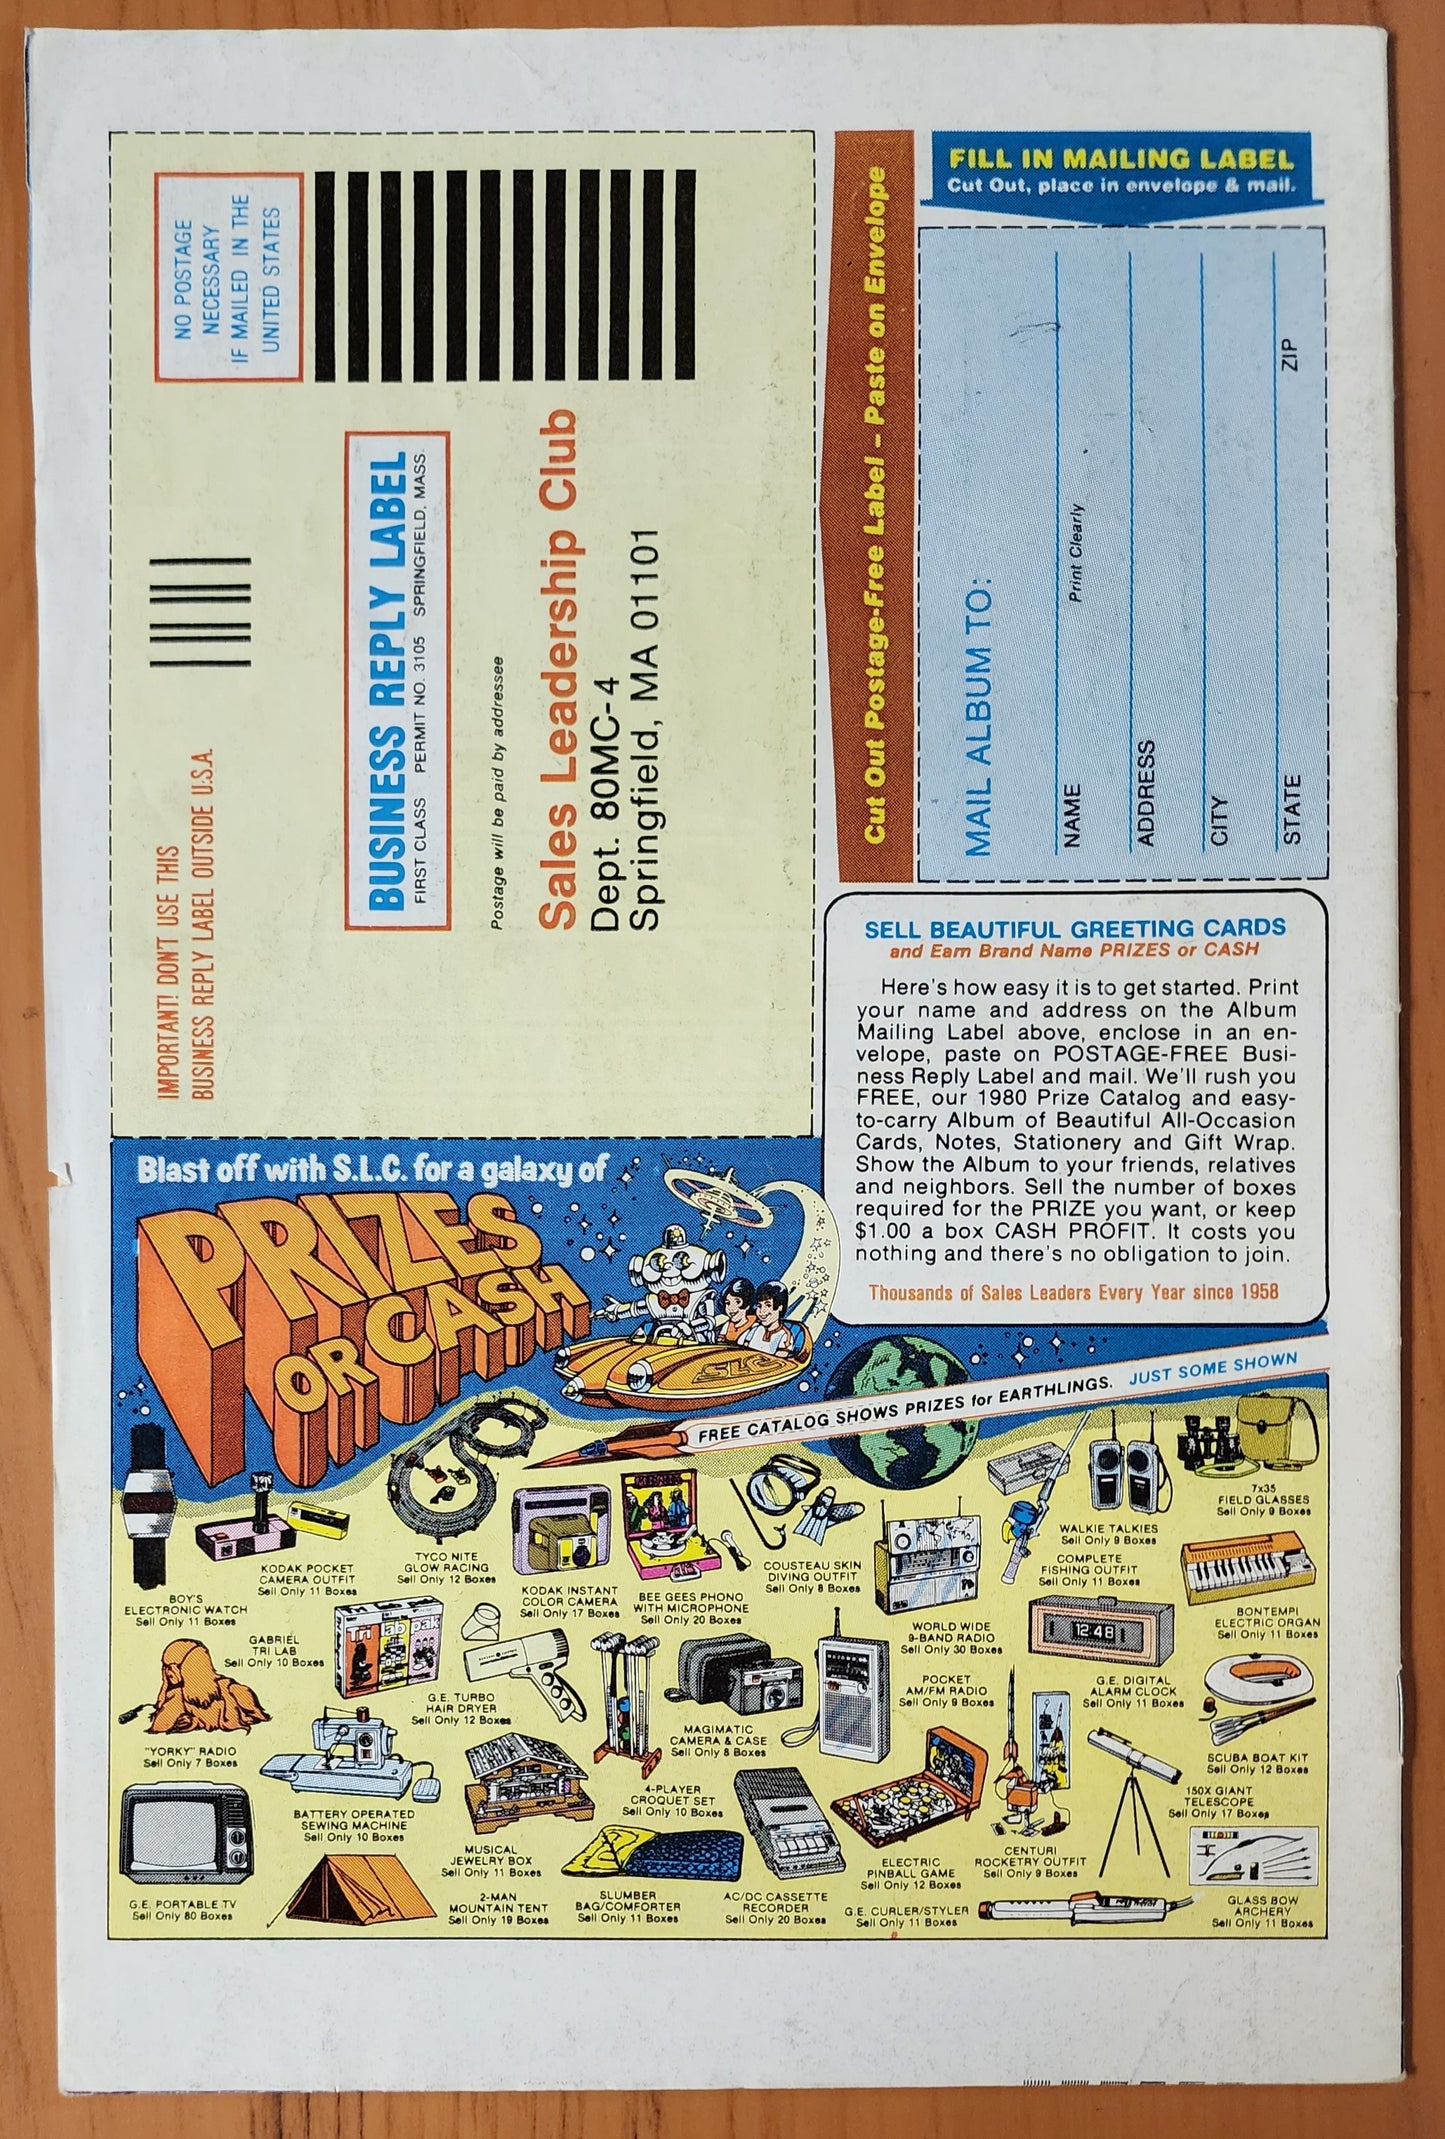 NO POSTAGE
NECESSARY
IF MAILED IN THE
UNITED STATES
IMPORTANT! DON'T USE THIS
BUSINESS REPLY LABEL OUTSIDE U.S.A.
BUSINESS REPLY LABEL
FIRST CLASS PERMIT NO. 3105 SPRINGFIELD, MASS.
Postage will be paid by addressee
Sales Leadership Club
Dept. 80MC-4
Springfield, MA 01101
Cut Out Postage-Free Label – Paste on Envelope
FILL IN MAILING LABEL
Cut Out, place in envelope & mail.
MAIL ALBUM TO:
NAME
Print Clearly
ADDRESS
CITY
STATE
ZIP
SELL BEAUTIFUL GREETING CARDS
and Earn Brand Name PRIZES or CASH
Here's how easy it is to get started. Print
your name and address on the Album
Mailing Label above, enclose in an en-
velope, paste on POSTAGE-FREE Busi-
ness Reply Label and mail. We'll rush you
FREE, our 1980 Prize Catalog and easy-
to-carry Album of Beautiful All-Occasion
Cards, Notes, Stationery and Gift Wrap.
Show the Album to your friends, relatives
and neighbors. Sell the number of boxes
required for the PRIZE you want, or keep
$1.00 a box CASH PROFIT. It costs you
nothing and there's no obligation to join.
Thousands of Sales Leaders Every Year since 1958
Blast off with S.L.C. for a galaxy of
PRIZES
OR CASH
SLC
FREE CATALOG SHOWS PRIZES for EARTHLINGS. JUST SOME SHOWN
BOY'S
ELECTRONIC WATCH
Sell Only 11 Boxes
KODAK POCKET
CAMERA OUTFIT
Sell Only 11 Boxes
TYCO NITE
GLOW RACING
Sell Only 12 Boxes
KODAK INSTANT
COLOR CAMERA
Sell Only 17 Boxes
BEE GEES PHONO
WITH MICROPHONE
Sell Only 20 Boxes
COUSTEAU SKIN
DIVING OUTFIT
Sell Only 8 Boxes
WORLD WIDE
9-BAND RADIO
Sell Only 30 Boxes
WALKIE TALKIES
Sell Only 9 Boxes
COMPLETE
FISHING OUTFIT
Sell Only 11 Boxes
7x35
FIELD GLASSES
Sell Only 9 Boxes
BONTEMPI
ELECTRIC ORGAN
Sell Only 11 Boxes
GABRIEL
TRI LAB
Sell Only 10 Boxes
Tri lab pak
G.E. TURBO
HAIR DRYER
Sell Only 12 Boxes
MAGIMATIC
CAMERA & CASE
Sell Only 8 Boxes
POCKET
AM/FM RADIO
Sell Only 9 Boxes
12:48
G.E. DIGITAL
ALARM CLOCK
Sell Only 11 Boxes
SCUBA BOAT KIT
Sell Only 12 Boxes
"YORKY" RADIO
Sell Only 7 Boxes
BATTERY OPERATED
SEWING MACHINE
Sell Only 10 Boxes
MUSICAL
JEWELRY BOX
Sell Only 11 Boxes
4-PLAYER
CROQUET SET
Sell Only 10 Boxes
ELECTRIC
PINBALL GAME
Sell Only 12 Boxes
CENTURI
ROCKETRY OUTFIT
Sell Only 9 Boxes
150X GIANT
TELESCOPE
Sell Only 17 Boxes
G.E. PORTABLE TV
Sell Only 80 Boxes
2-MAN
MOUNTAIN TENT
Sell Only 19 Boxes
SLUMBER
BAG/COMFORTER
Sell Only 11 Boxes
AC/DC CASSETTE
RECORDER
Sell Only 20 Boxes
G.E. CURLER/STYLER
Sell Only 11 Boxes
GLASS BOW
ARCHERY
Sell Only 11 Boxes